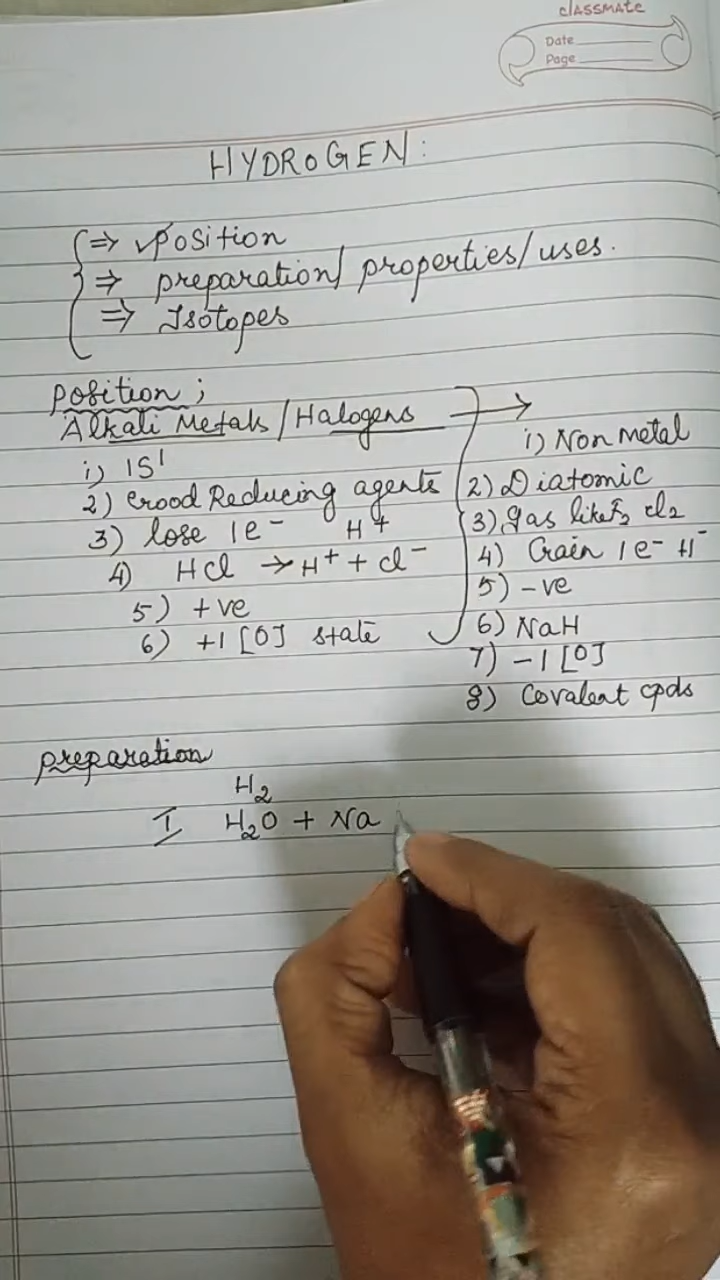 classmate
Date
Page
HYDROGEN:
⇒ Position
⇒ preparation/ properties/uses.
⇒ Isotopes
Position;
Alkali Metals / Halogens →
i) 1S¹
2) Good Reducing agents
3) lose 1e⁻ H⁺
4) HCl → H⁺ + Cl⁻
5) +ve
6) +1 [O] state
i) Non metal
2) Diatomic
3) gas like F₂ Cl₂
4) Gain 1e⁻ H⁻
5) -ve
6) NaH
7) -1 [O]
8) Covalent cpds
preparation
H₂
I H₂O + Na